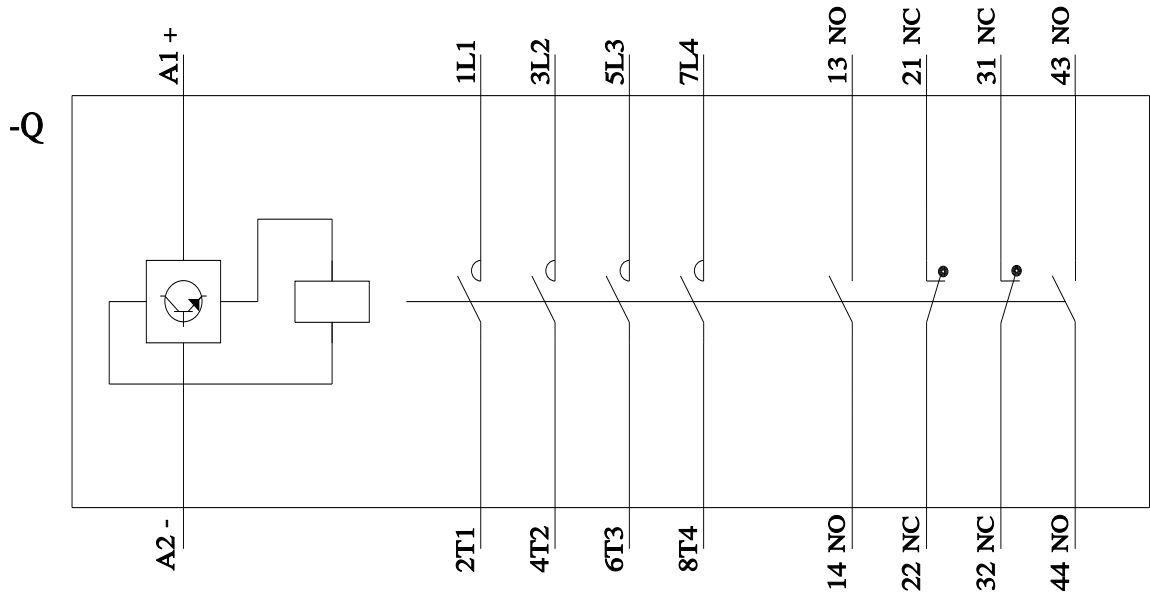 A1 +
1L1
3L2
5L3
7L4
13 NO
21 NC
31 NC
43 NO
-Q
A2 -
2T1
4T2
6T3
8T4
14 NO
22 NC
32 NC
44 NO